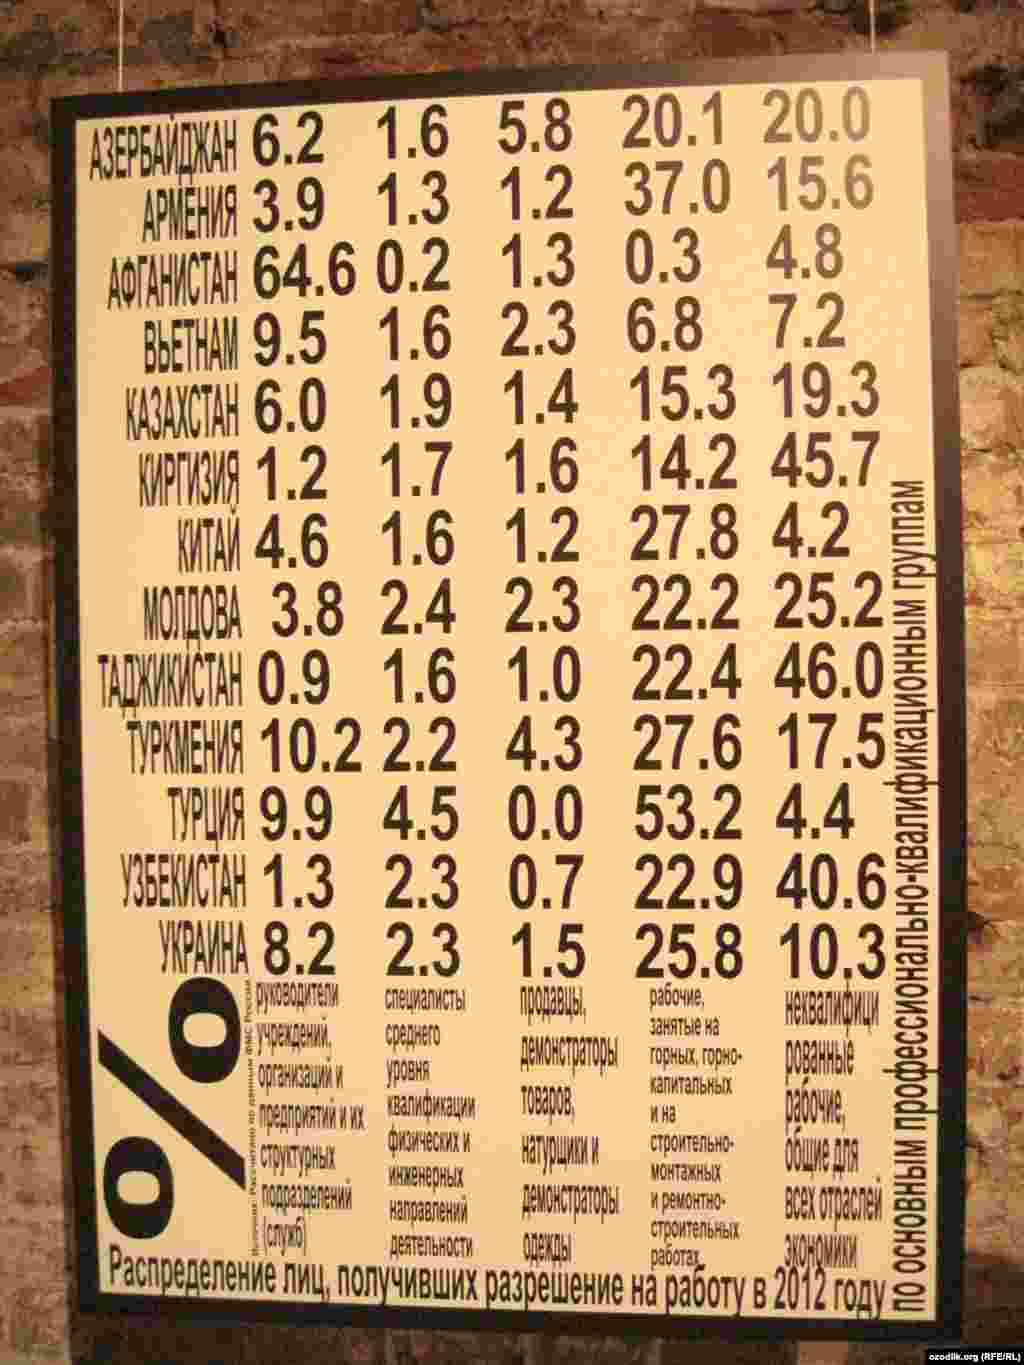 АЗЕРБАЙДЖАН 6.2 1.6 5.8 20.1 20.0
АРМЕНИЯ 3.9 1.3 1.2 37.0 15.6
АФГАНИСТАН 64.6 0.2 1.3 0.3 4.8
ВЬЕТНАМ 9.5 1.6 2.3 6.8 7.2
КАЗАХСТАН 6.0 1.9 1.4 15.3 19.3
КИРГИЗИЯ 1.2 1.7 1.6 14.2 45.7
КИТАЙ 4.6 1.6 1.2 27.8 4.2
МОЛДОВА 3.8 2.4 2.3 22.2 25.2
ТАДЖИКИСТАН 0.9 1.6 1.0 22.4 46.0
ТУРКМЕНИЯ 10.2 2.2 4.3 27.6 17.5
ТУРЦИЯ 9.9 4.5 0.0 53.2 4.4
УЗБЕКИСТАН 1.3 2.3 0.7 22.9 40.6
УКРАИНА 8.2 2.3 1.5 25.8 10.3
%
Источник: Рассчитано по данным ФМС России
руководители
учреждений,
организаций и
предприятий и их
структурных
подразделений
(служб)
специалисты
среднего
уровня
квалификации
физических и
инженерных
направлений
деятельности
продавцы,
демонстраторы
товаров,
натурщики и
демонстраторы
одежды
рабочие,
занятые на
горных, горно-
капитальных
и на
строительно-
монтажных
и ремонтно-
строительных
работах,
неквалифици
рованные
рабочие,
общие для
всех отраслей
экономики
Распределение лиц, получивших разрешение на работу в 2012 году
по основным профессионально-квалификационным группам
ozodlik.org (RFE/RL)